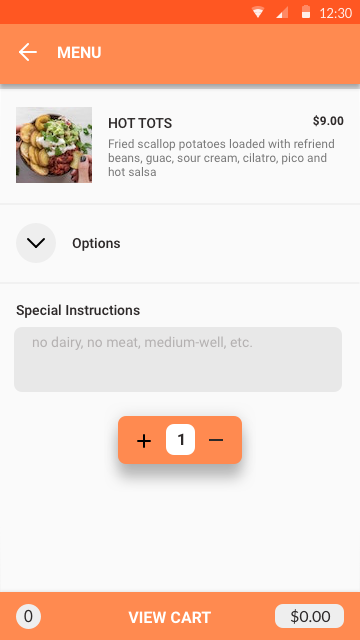 12:30
MENU
HOT TOTS
$9.00
Fried scallop potatoes loaded with refriend
beans, guac, sour cream, cilatro, pico and
hot salsa
Options
Special Instructions
no dairy, no meat, medium-well, etc.
+ 1 −
0 VIEW CART $0.00